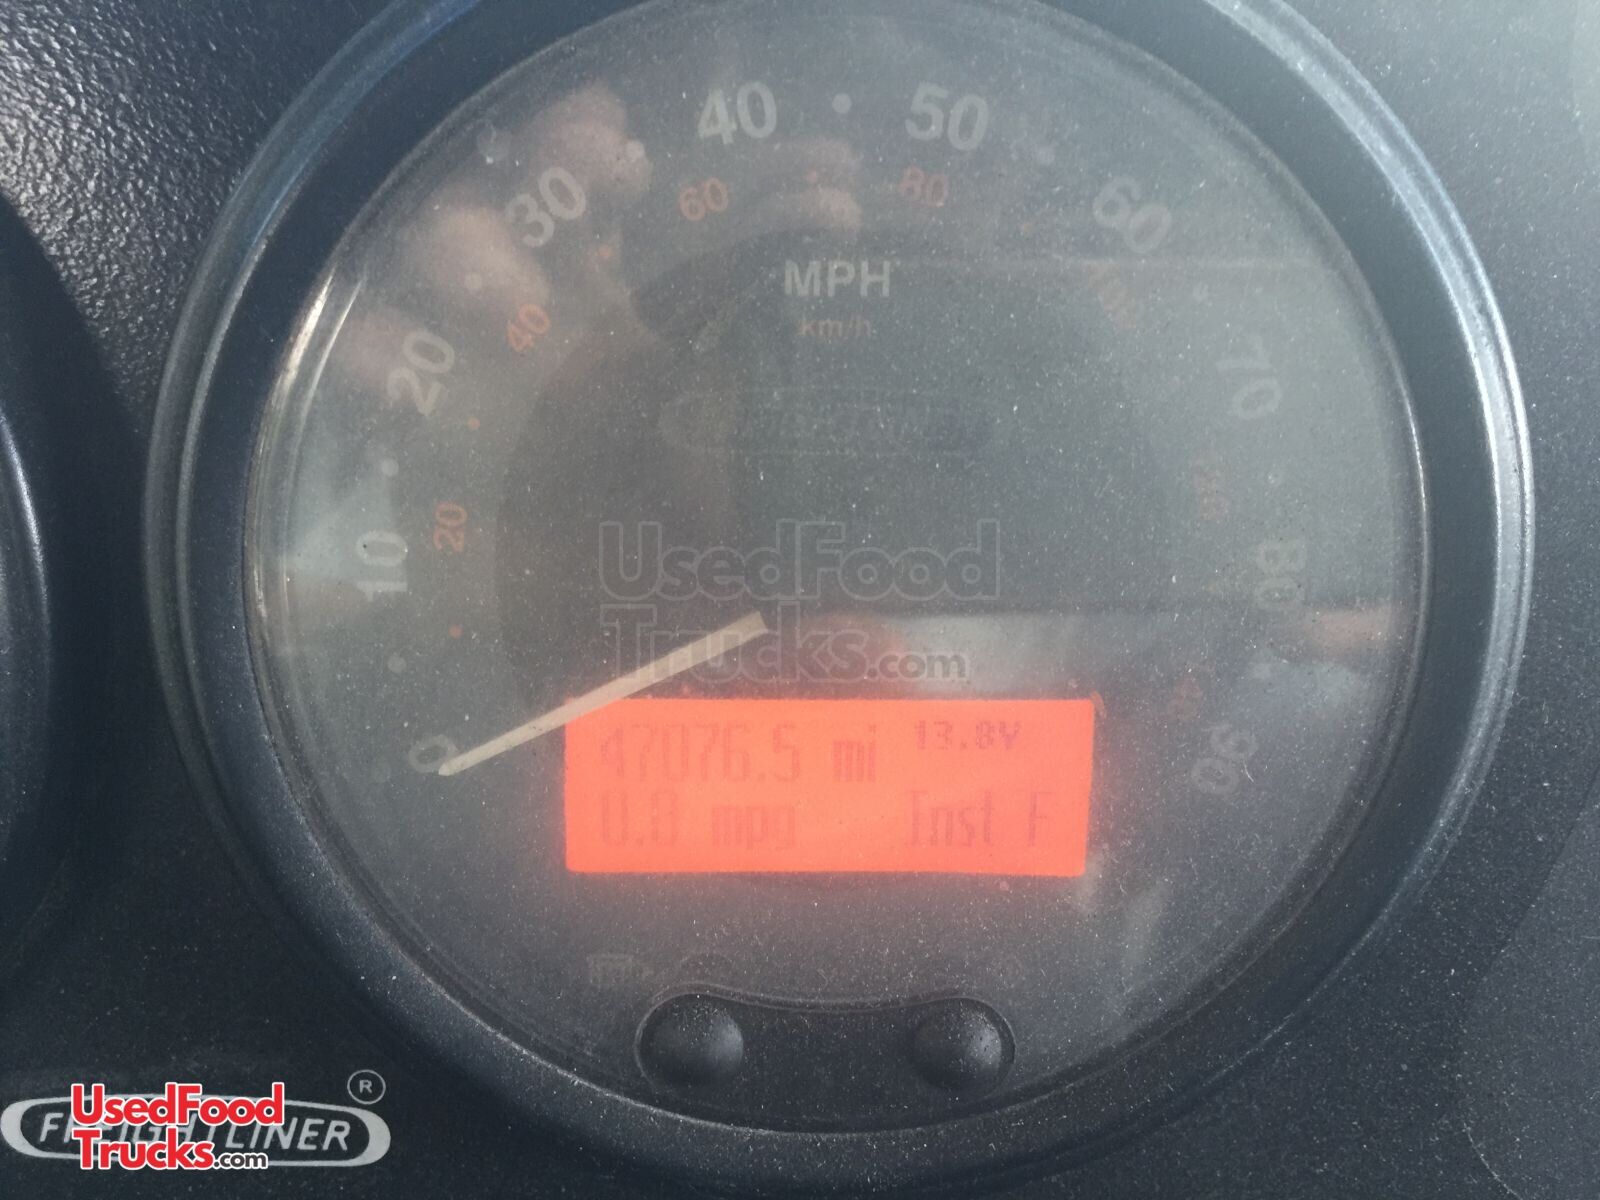 40
50
30
60
80
60
MPH
40
100
km/h
20
70
20
10
80
UsedFood
Trucks.com
0
47076.5 mi 13.8V
90
0.0 mpg Inst F
FREIGHTLINER ®
UsedFood
Trucks.com